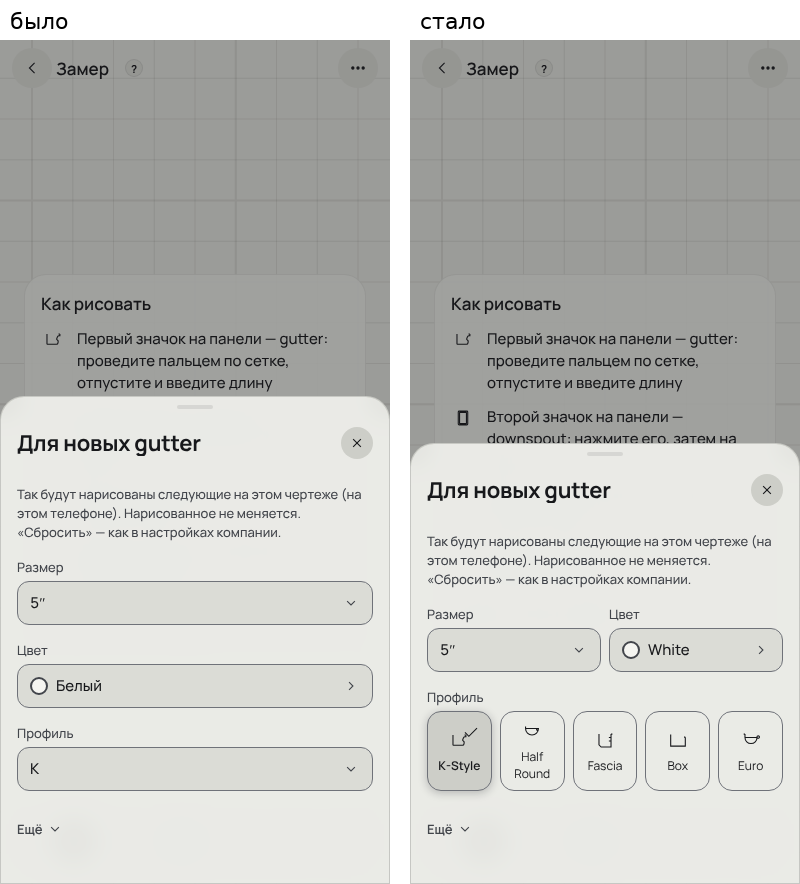 было
Замер ?
Как рисовать
Первый значок на панели — gutter:
проведите пальцем по сетке,
отпустите и введите длину
Для новых gutter
Так будут нарисованы следующие на этом чертеже (на
этом телефоне). Нарисованное не меняется.
«Сбросить» — как в настройках компании.
Размер
5″
Цвет
Белый
Профиль
K
Ещё
стало
Замер ?
Как рисовать
Первый значок на панели — gutter:
проведите пальцем по сетке,
отпустите и введите длину
Второй значок на панели —
downspout: нажмите его, затем на
Для новых gutter
Так будут нарисованы следующие на этом чертеже (на
этом телефоне). Нарисованное не меняется.
«Сбросить» — как в настройках компании.
Размер Цвет
5″ White
Профиль
K-Style Half Round Fascia Box Euro
Ещё